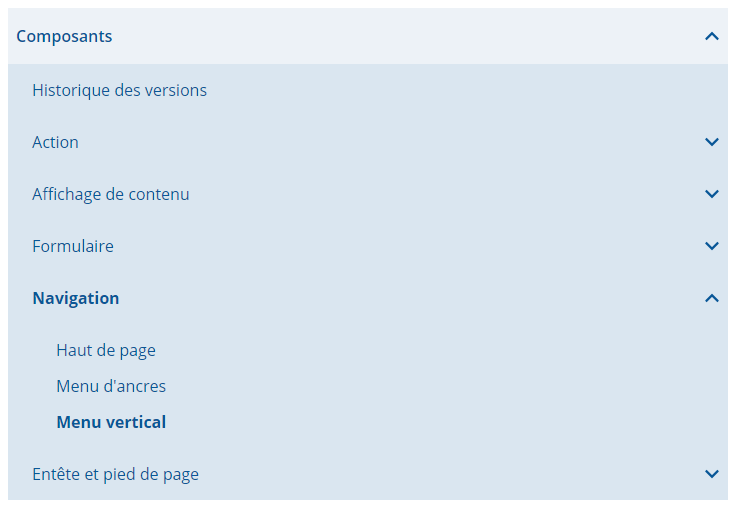 Composants
Historique des versions
Action
Affichage de contenu
Formulaire
Navigation
Haut de page
Menu d'ancres
Menu vertical
Entête et pied de page